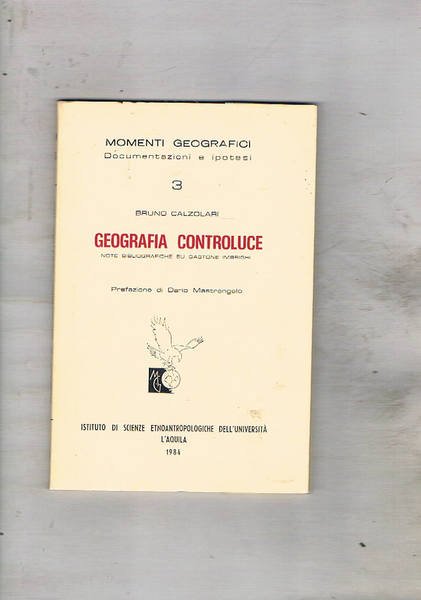 MOMENTI GEOGRAFICI
Documentazioni e ipotesi
3
BRUNO CALZOLARI
GEOGRAFIA CONTROLUCE
NOTE BIBLIOGRAFICHE SU GASTONE IMBRIGHI
Prefazione di Dario Mastrangelo
ISTITUTO DI SCIENZE ETNOANTROPOLOGICHE DELL'UNIVERSITÀ
L'AQUILA
1984